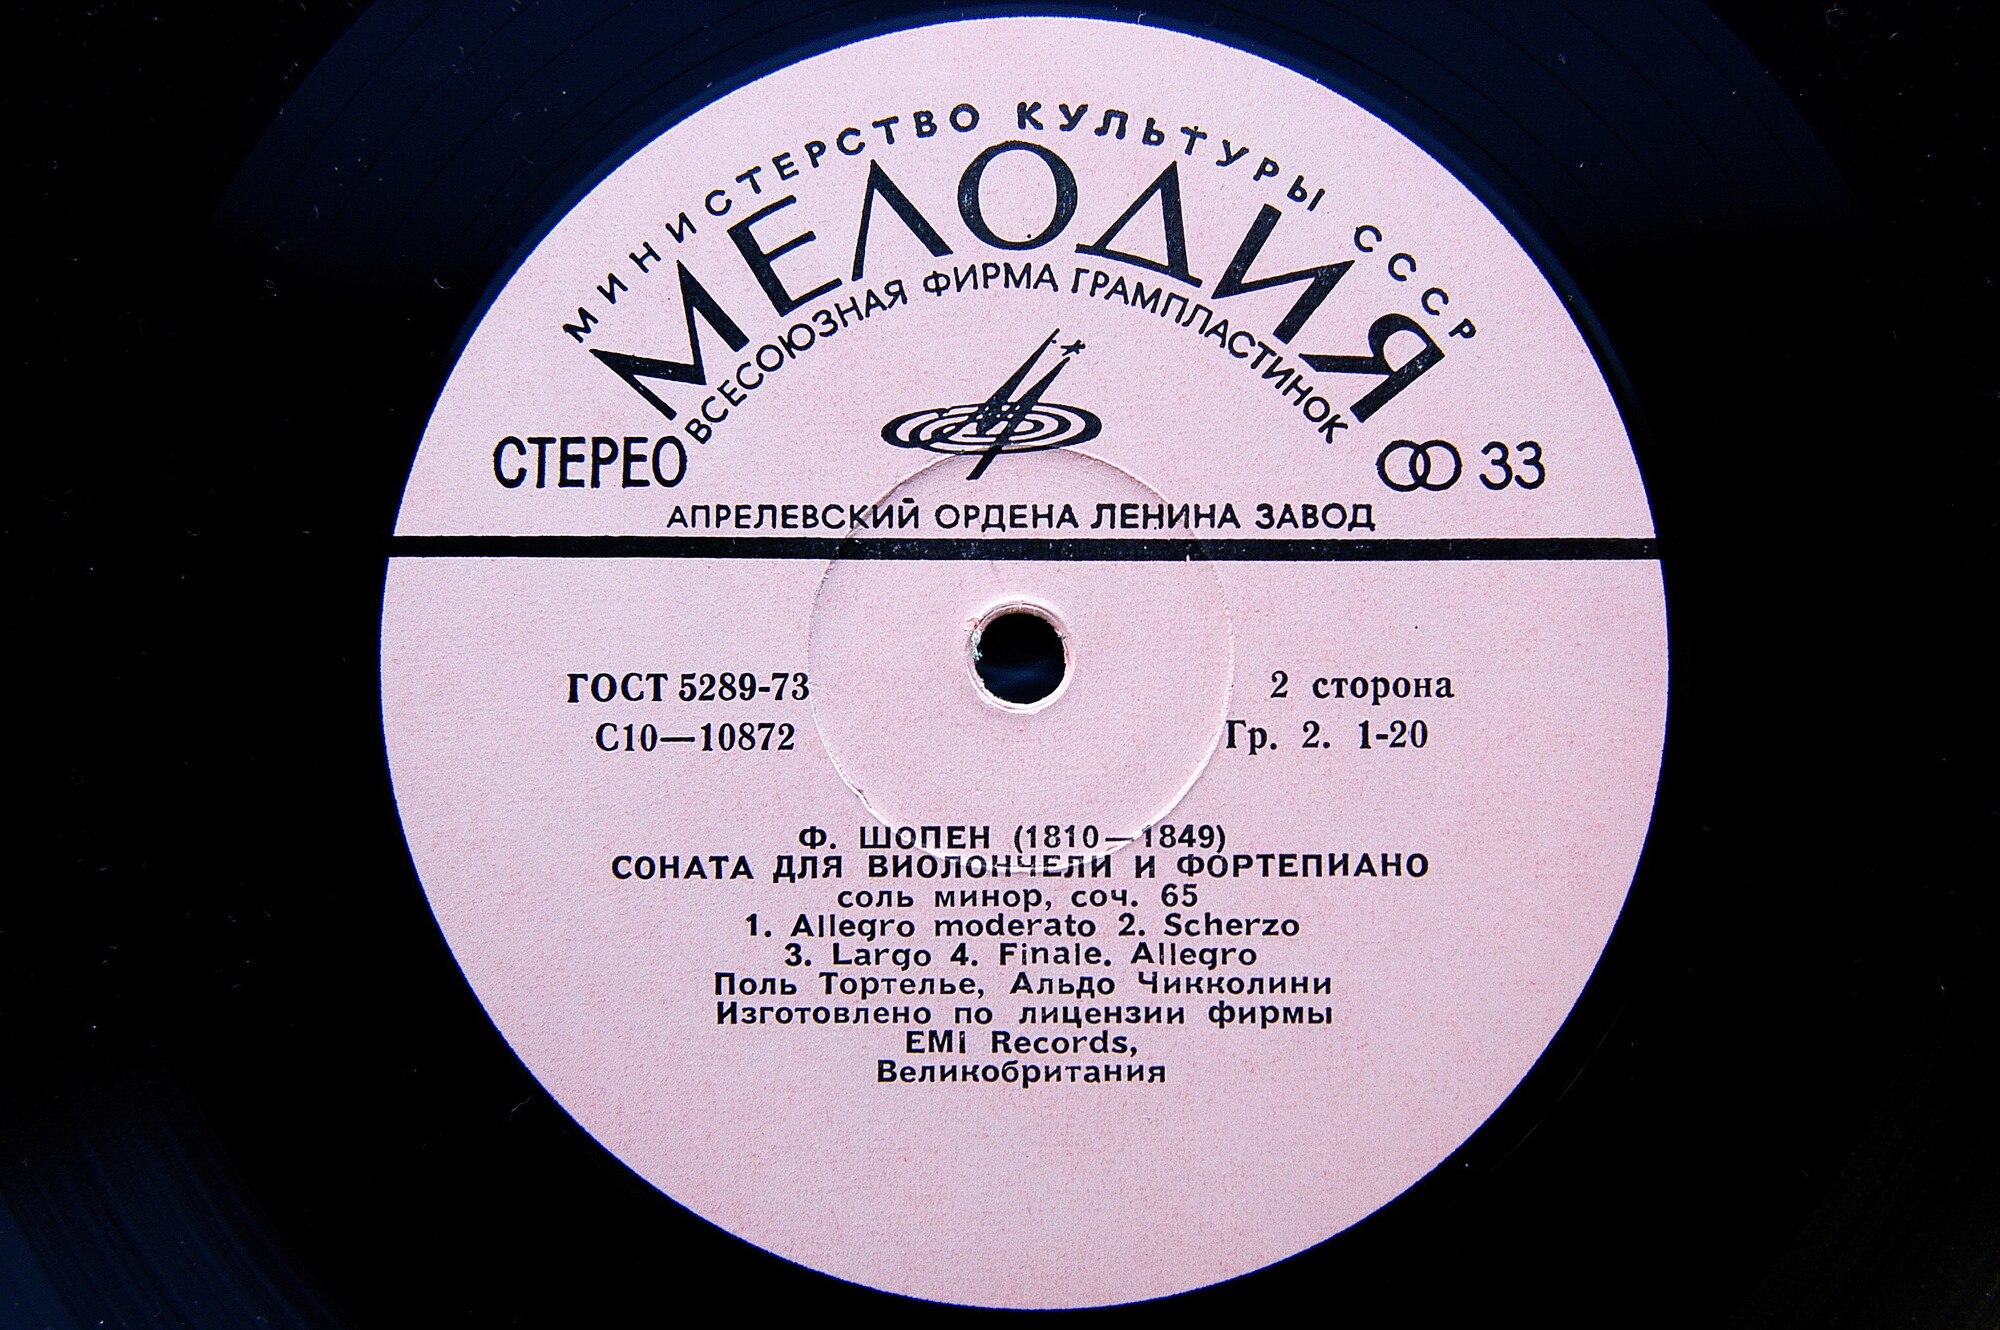 МИНИСТЕРСТВО КУЛЬТУРЫ СССР
МЕЛОДИЯ
ВСЕСОЮЗНАЯ ФИРМА ГРАМПЛАСТИНОК
СТЕРЕО
33
АПРЕЛЕВСКИЙ ОРДЕНА ЛЕНИНА ЗАВОД
ГОСТ 5289-73
2 сторона
С10—10872
Гр. 2. 1-20
Ф. ШОПЕН (1810—1849)
СОНАТА ДЛЯ ВИОЛОНЧЕЛИ И ФОРТЕПИАНО
соль минор, соч. 65
1. Allegro moderato 2. Scherzo
3. Largo 4. Finale. Allegro
Поль Тортелье, Альдо Чикколини
Изготовлено по лицензии фирмы
EMI Records,
Великобритания